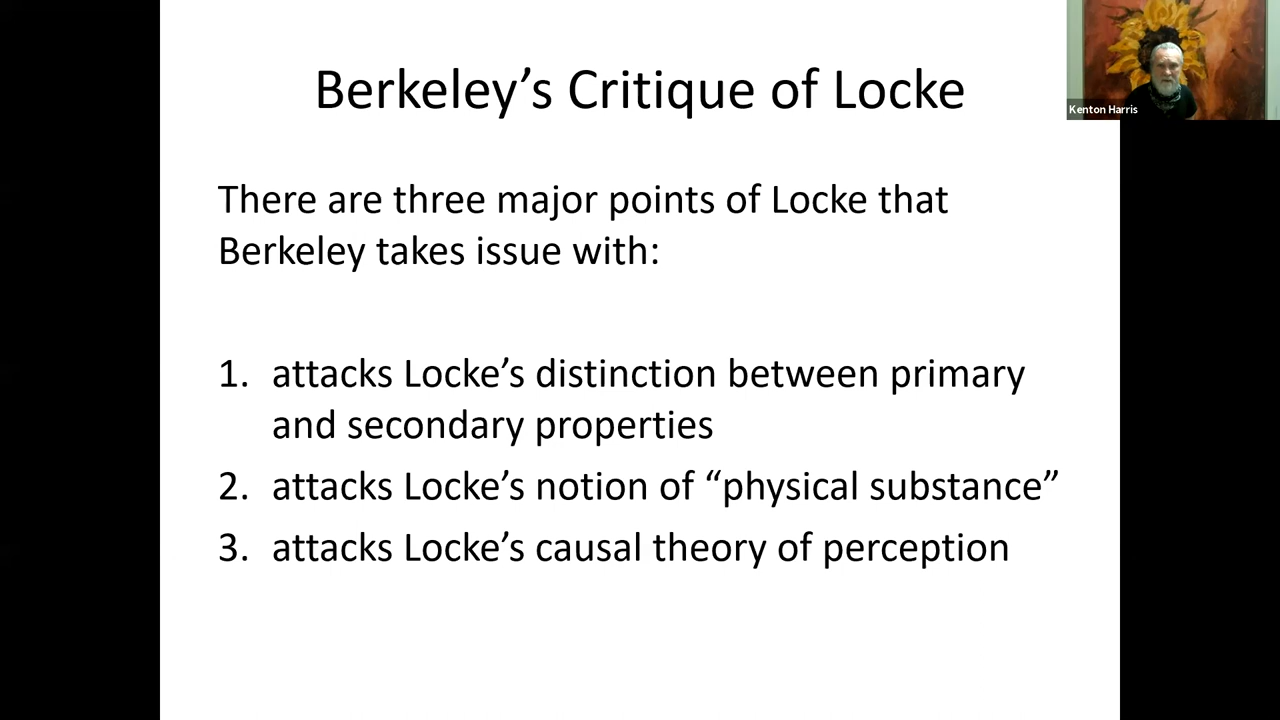 Berkeley’s Critique of Locke
Kenton Harris
There are three major points of Locke that
Berkeley takes issue with:
1. attacks Locke’s distinction between primary
and secondary properties
2. attacks Locke’s notion of “physical substance”
3. attacks Locke’s causal theory of perception